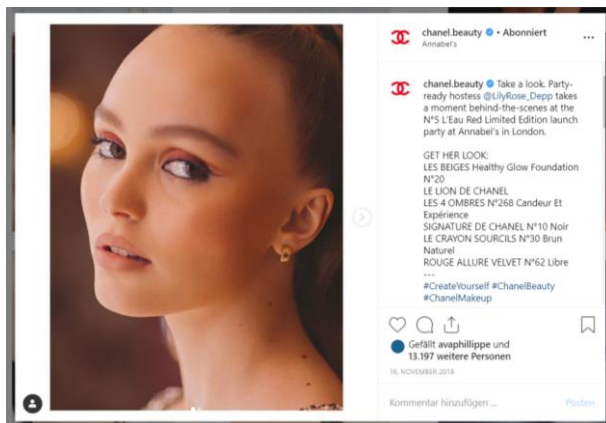 chanel.beauty • Abonniert
Annabel's
chanel.beauty Take a look. Party-
ready hostess @LilyRose_Depp takes
a moment behind-the-scenes at the
N°5 L'Eau Red Limited Edition launch
party at Annabel's in London.
GET HER LOOK:
LES BEIGES Healthy Glow Foundation
N°20
LE LION DE CHANEL
LES 4 OMBRES N°268 Candeur Et
Expérience
SIGNATURE DE CHANEL N°10 Noir
LE CRAYON SOURCILS N°30 Brun
Naturel
ROUGE ALLURE VELVET N°62 Libre
---
#CreateYourself #ChanelBeauty
#ChanelMakeup
Gefällt avaphillippe und
13.197 weitere Personen
16. NOVEMBER 2018
Kommentar hinzufügen ... Posten